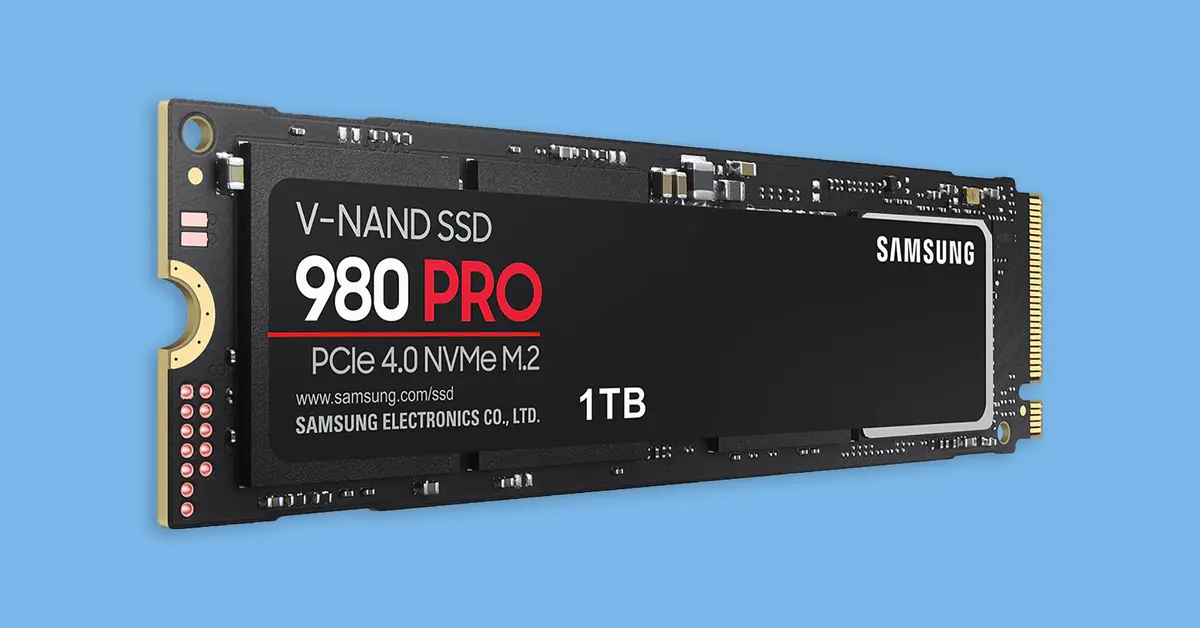 V-NAND SSD
980 PRO
PCIe 4.0 NVMe M.2
www.samsung.com/ssd
SAMSUNG ELECTRONICS CO., LTD.
1TB
SAMSUNG